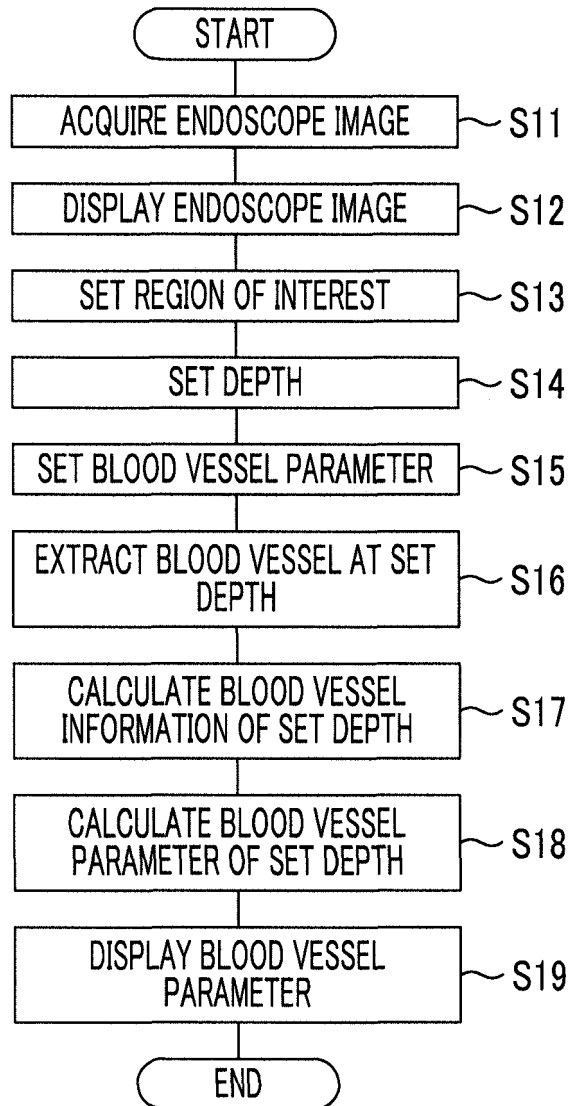 START
ACQUIRE ENDOSCOPE IMAGE S11
DISPLAY ENDOSCOPE IMAGE S12
SET REGION OF INTEREST S13
SET DEPTH S14
SET BLOOD VESSEL PARAMETER S15
EXTRACT BLOOD VESSEL AT SET
DEPTH S16
CALCULATE BLOOD VESSEL
INFORMATION OF SET DEPTH S17
CALCULATE BLOOD VESSEL
PARAMETER OF SET DEPTH S18
DISPLAY BLOOD VESSEL
PARAMETER S19
END